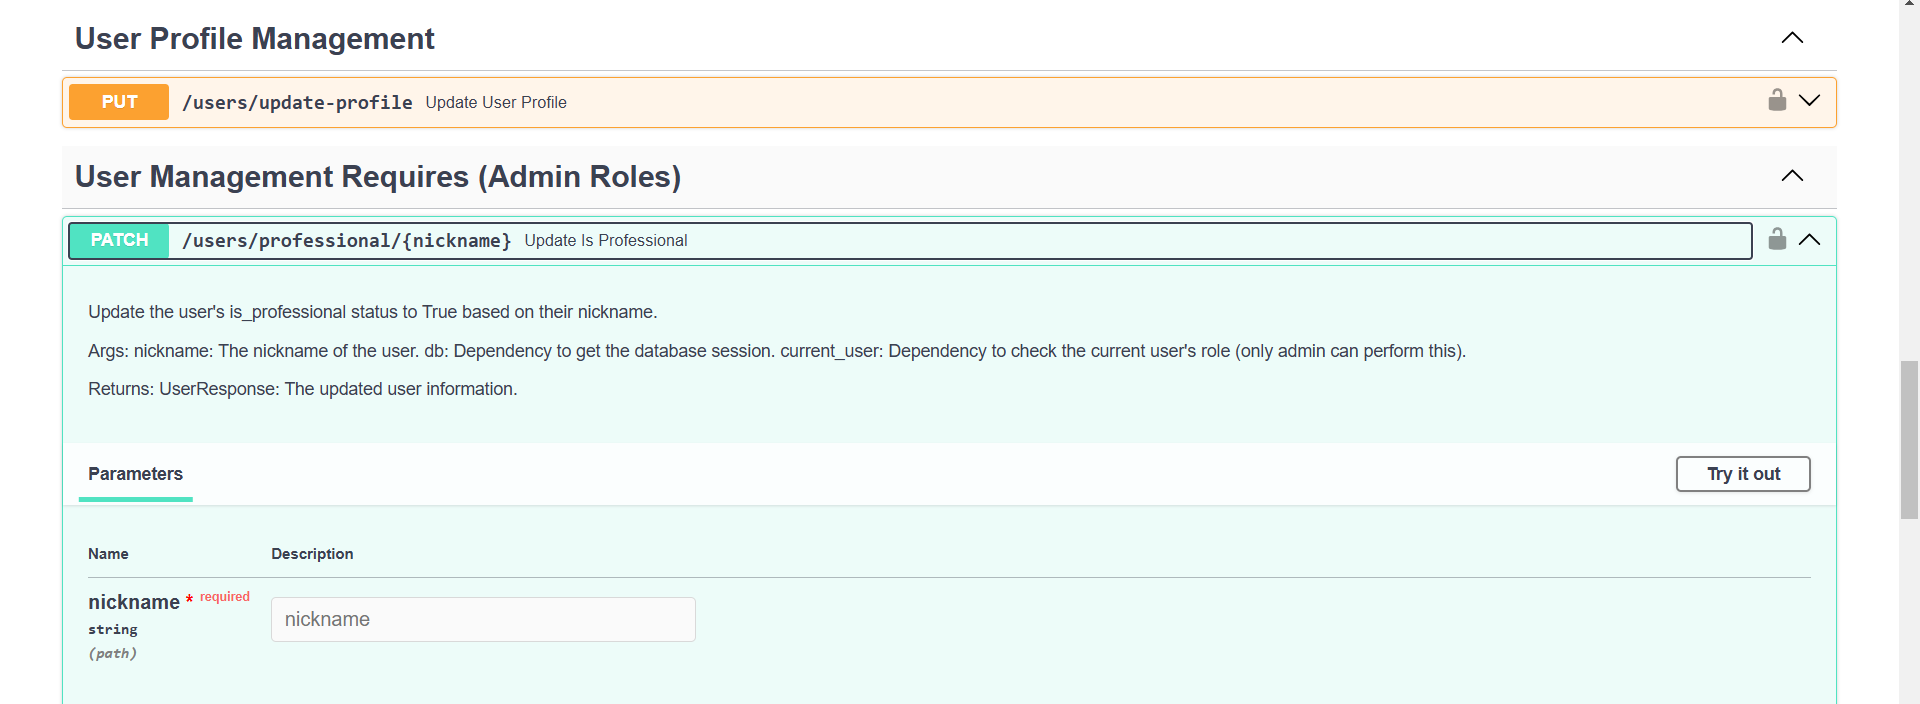 User Profile Management
PUT /users/update-profile Update User Profile
User Management Requires (Admin Roles)
PATCH /users/professional/{nickname} Update Is Professional
Update the user's is_professional status to True based on their nickname.
Args: nickname: The nickname of the user. db: Dependency to get the database session. current_user: Dependency to check the current user's role (only admin can perform this).
Returns: UserResponse: The updated user information.
Parameters Try it out
Name Description
nickname * required
string
(path)
nickname